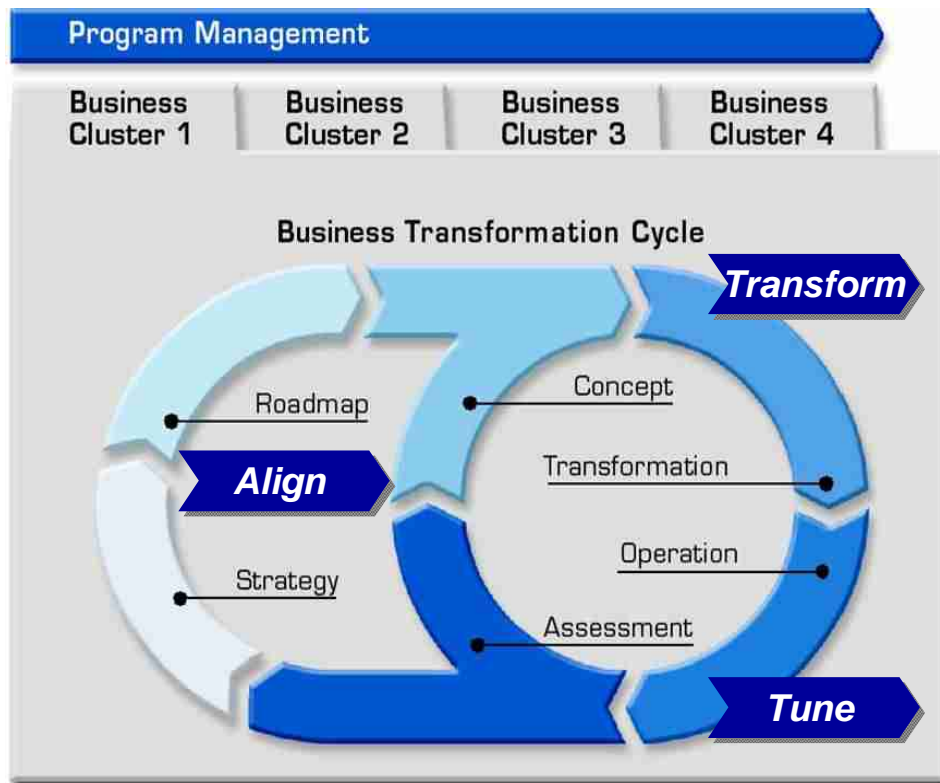 Program Management
Business
Cluster 1
Business
Cluster 2
Business
Cluster 3
Business
Cluster 4
Business Transformation Cycle
Transform
Concept
Roadmap
Transformation
Align
Operation
Strategy
Assessment
Tune